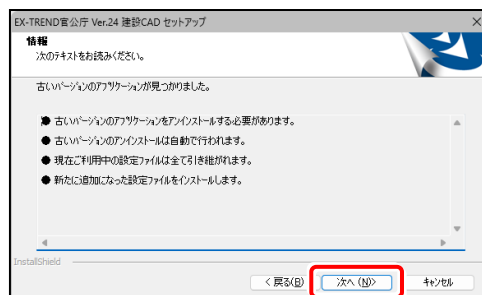 EX-TREND官公庁 Ver.24 建設CAD セットアップ
情報
次のテキストをお読みください。
古いバージョンのアプリケーションが見つかりました。
● 古いバージョンのアプリケーションをアンインストールする必要があります。
● 古いバージョンのアンインストールは自動で行われます。
● 現在ご利用中の設定ファイルは全て引き継がれます。
● 新たに追加になった設定ファイルをインストールします。
InstallShield
< 戻る(B)
次へ (N)>
キャンセル